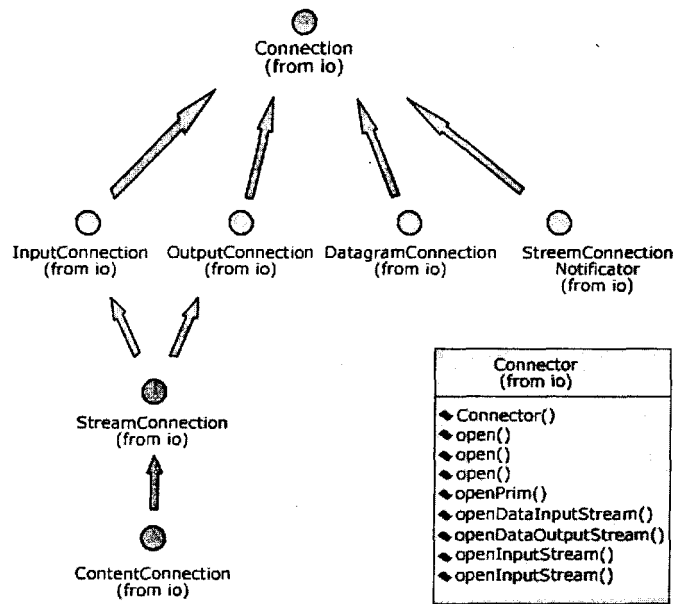 Connection
(from io)
InputConnection
(from io)
OutputConnection
(from io)
DatagramConnection
(from io)
StreemConnection
Notificator
(from io)
StreamConnection
(from io)
ContentConnection
(from io)
Connector
(from io)
Connector()
open()
open()
open()
openPrim()
openDataInputStream()
openDataOutputStream()
openInputStream()
openInputStream()